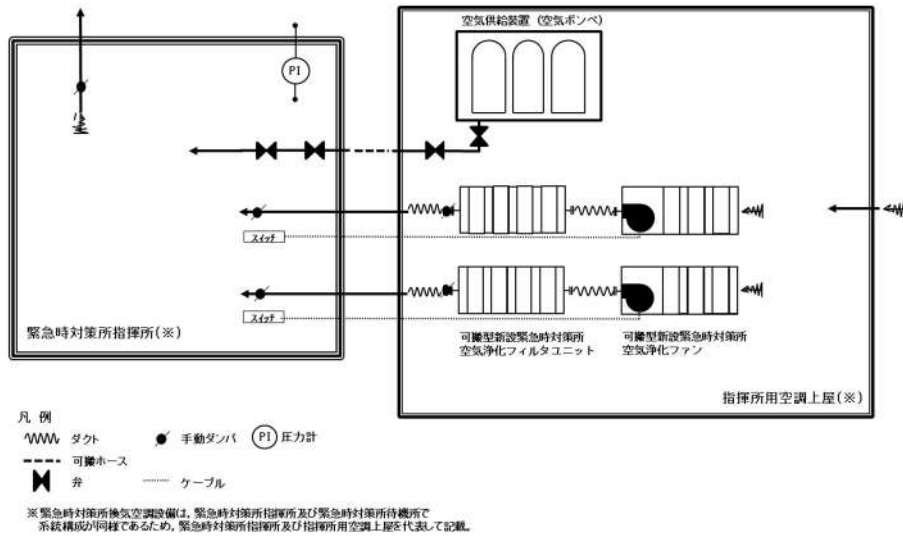 空気供給装置 (空気ボンベ)
PI
スイッチ
スイッチ
緊急時対策所指揮所(※)
可搬型新設緊急時対策所
空気浄化フィルタユニット
可搬型新設緊急時対策所
空気浄化ファン
指揮所用空調上屋(※)
凡 例
ダクト
手動ダンパ
PI 圧力計
可搬ホース
弁
ケーブル
※緊急時対策所換気空調設備は、緊急時対策所指揮所及び緊急時対策所待機所で
系統構成が同様であるため、緊急時対策所指揮所及び指揮所用空調上屋を代表して記載。